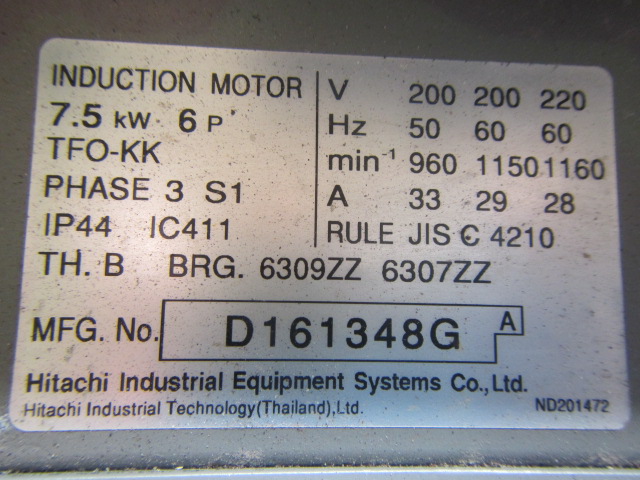 INDUCTION MOTOR
7.5 kW 6 P
TFO-KK
PHASE 3 S1
IP44 IC411
V 200 200 220
Hz 50 60 60
min-1 960 1150 1160
A 33 29 28
RULE JIS C 4210
TH. B BRG. 6309ZZ 6307ZZ
MFG. No. D161348G A
Hitachi Industrial Equipment Systems Co., Ltd.
Hitachi Industrial Technology(Thailand),Ltd. ND201472